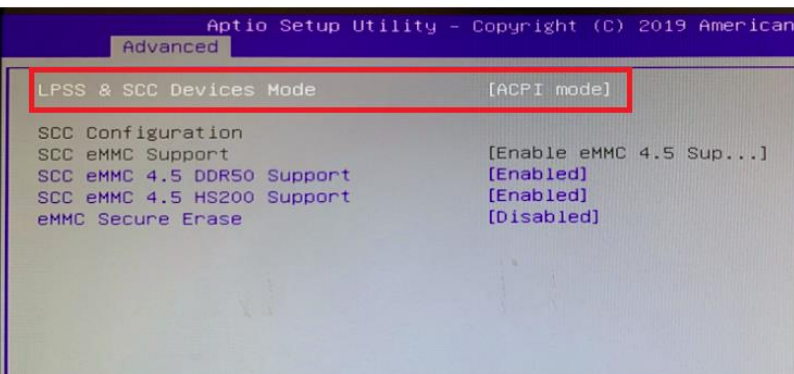 Aptio Setup Utility – Copyright (C) 2019 American
Advanced
LPSS & SCC Devices Mode [ACPI mode]
SCC Configuration
SCC eMMC Support [Enable eMMC 4.5 Sup...]
SCC eMMC 4.5 DDR50 Support [Enabled]
SCC eMMC 4.5 HS200 Support [Enabled]
eMMC Secure Erase [Disabled]